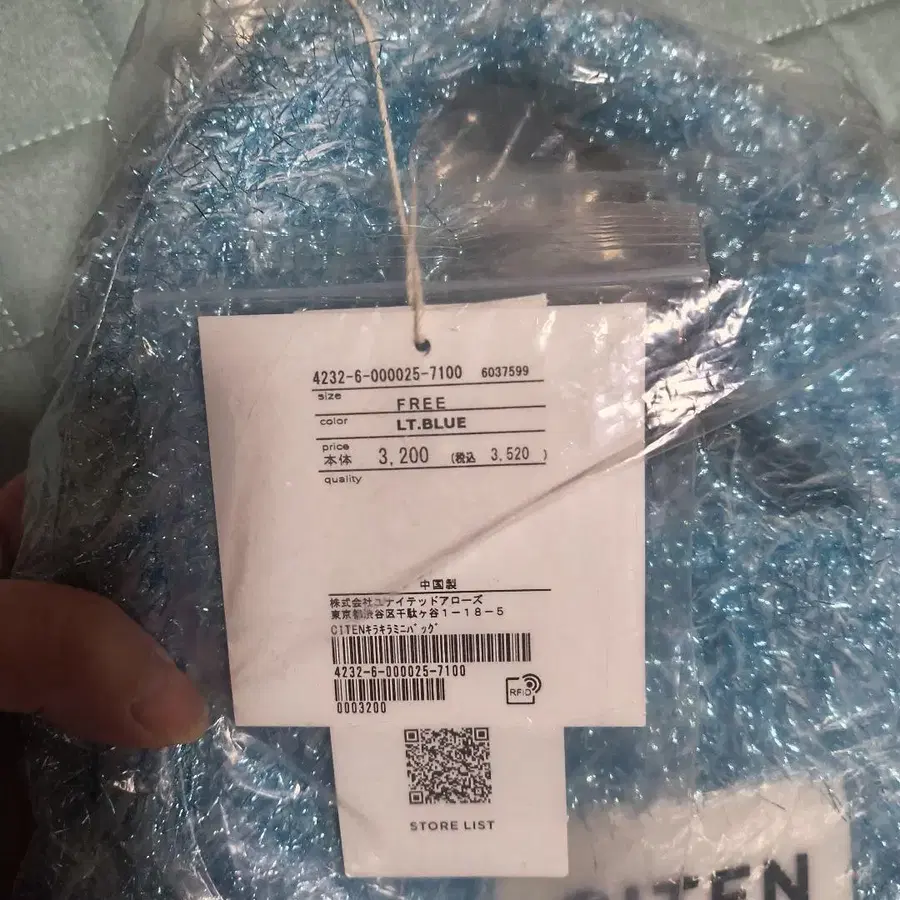 4232-6-000025-7100 6037599
size
FREE
color
LT.BLUE
price
本体 3,200 (税込 3,520 )
quality
中国製
株式会社ユナイテッドアローズ
東京都渋谷区千駄ヶ谷1-18-5
CITENキラキラミニバッグ
4232-6-000025-7100
0003200
RFID
STORE LIST
CITEN